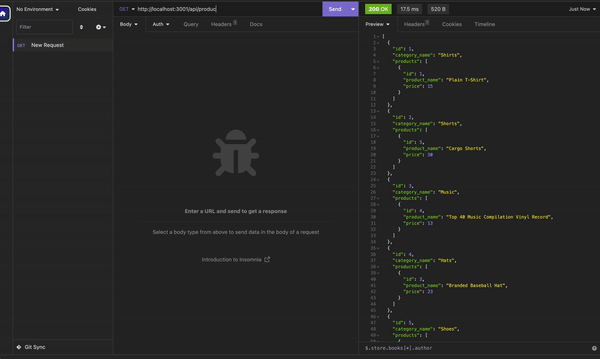 No Environment
Cookies
Filter
GET New Request
Git Sync
GET http://localhost:3001/api/produc
Send
Body
Auth
Query
Headers
Docs
Enter a URL and send to get a response
Select a body type from above to send data in the body of a request
Introduction to Insomnia
200 OK
17.5 ms
520 B
Just Now
Preview
Headers
Cookies
Timeline
1 [
2 {
3 "id": 1,
4 "category_name": "Shirts",
5 "products": [
6 {
7 "id": 1,
8 "product_name": "Plain T-Shirt",
9 "price": 15
10 }
11 ]
12 },
13 {
14 "id": 2,
15 "category_name": "Shorts",
16 "products": [
17 {
18 "id": 5,
19 "product_name": "Cargo Shorts",
20 "price": 30
21 }
22 ]
23 },
24 {
25 "id": 3,
26 "category_name": "Music",
27 "products": [
28 {
29 "id": 4,
30 "product_name": "Top 40 Music Compilation Vinyl Record",
31 "price": 13
32 }
33 ]
34 },
35 {
36 "id": 4,
37 "category_name": "Hats",
38 "products": [
39 {
40 "id": 3,
41 "product_name": "Branded Baseball Hat",
42 "price": 23
43 }
44 ]
45 },
46 {
47 "id": 5,
48 "category_name": "Shoes",
49 "products": [
$.store.books[*].author